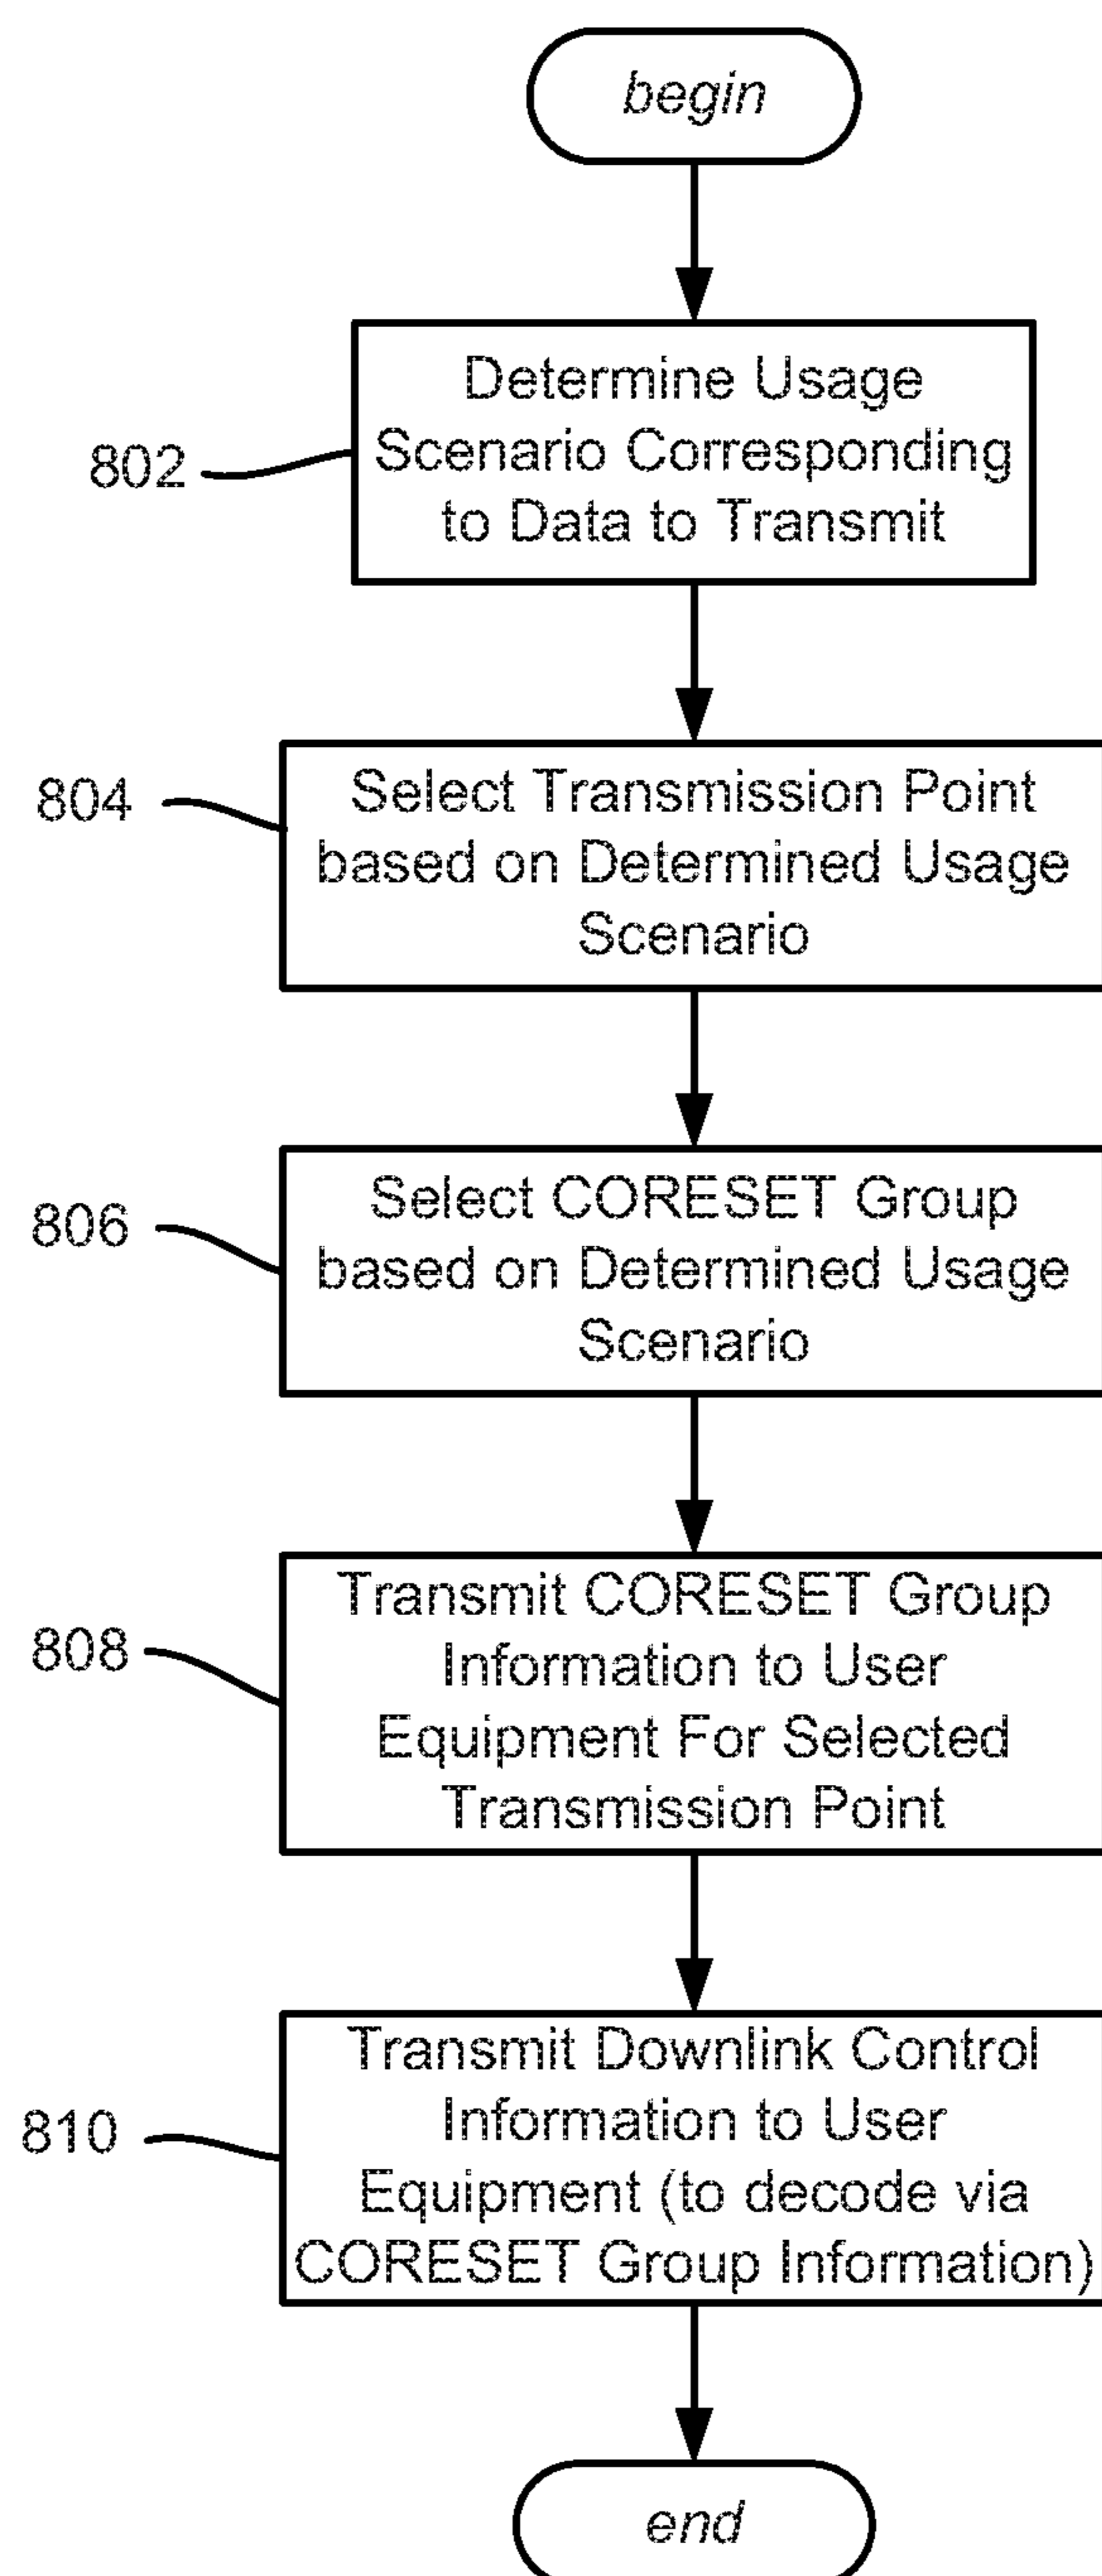 begin
802
Determine Usage
Scenario Corresponding
to Data to Transmit
804
Select Transmission Point
based on Determined Usage
Scenario
806
Select CORESET Group
based on Determined Usage
Scenario
808
Transmit CORESET Group
Information to User
Equipment For Selected
Transmission Point
810
Transmit Downlink Control
Information to User
Equipment (to decode via
CORESET Group Information)
end